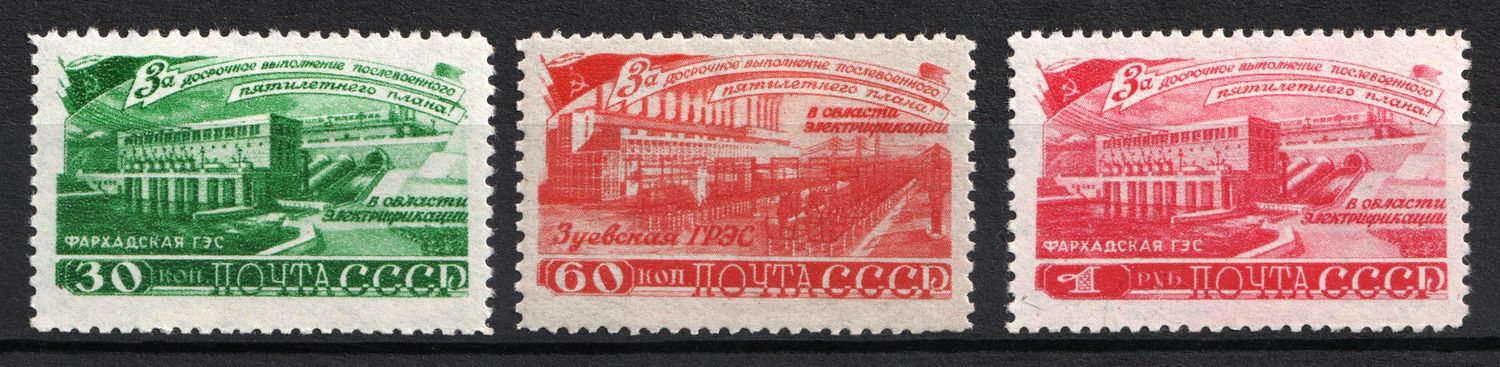 За досрочное выполнение послевоенного
пятилетнего плана!
в области
электрификации
ФАРХАДСКАЯ ГЭС
30 коп ПОЧТА СССР
За досрочное выполнение послевоенного
пятилетнего плана!
в области
электрификации
Зуевская ГРЭС
60 коп ПОЧТА СССР
За досрочное выполнение послевоенного
пятилетнего плана!
в области
электрификации
ФАРХАДСКАЯ ГЭС
1 РУБ ПОЧТА СССР